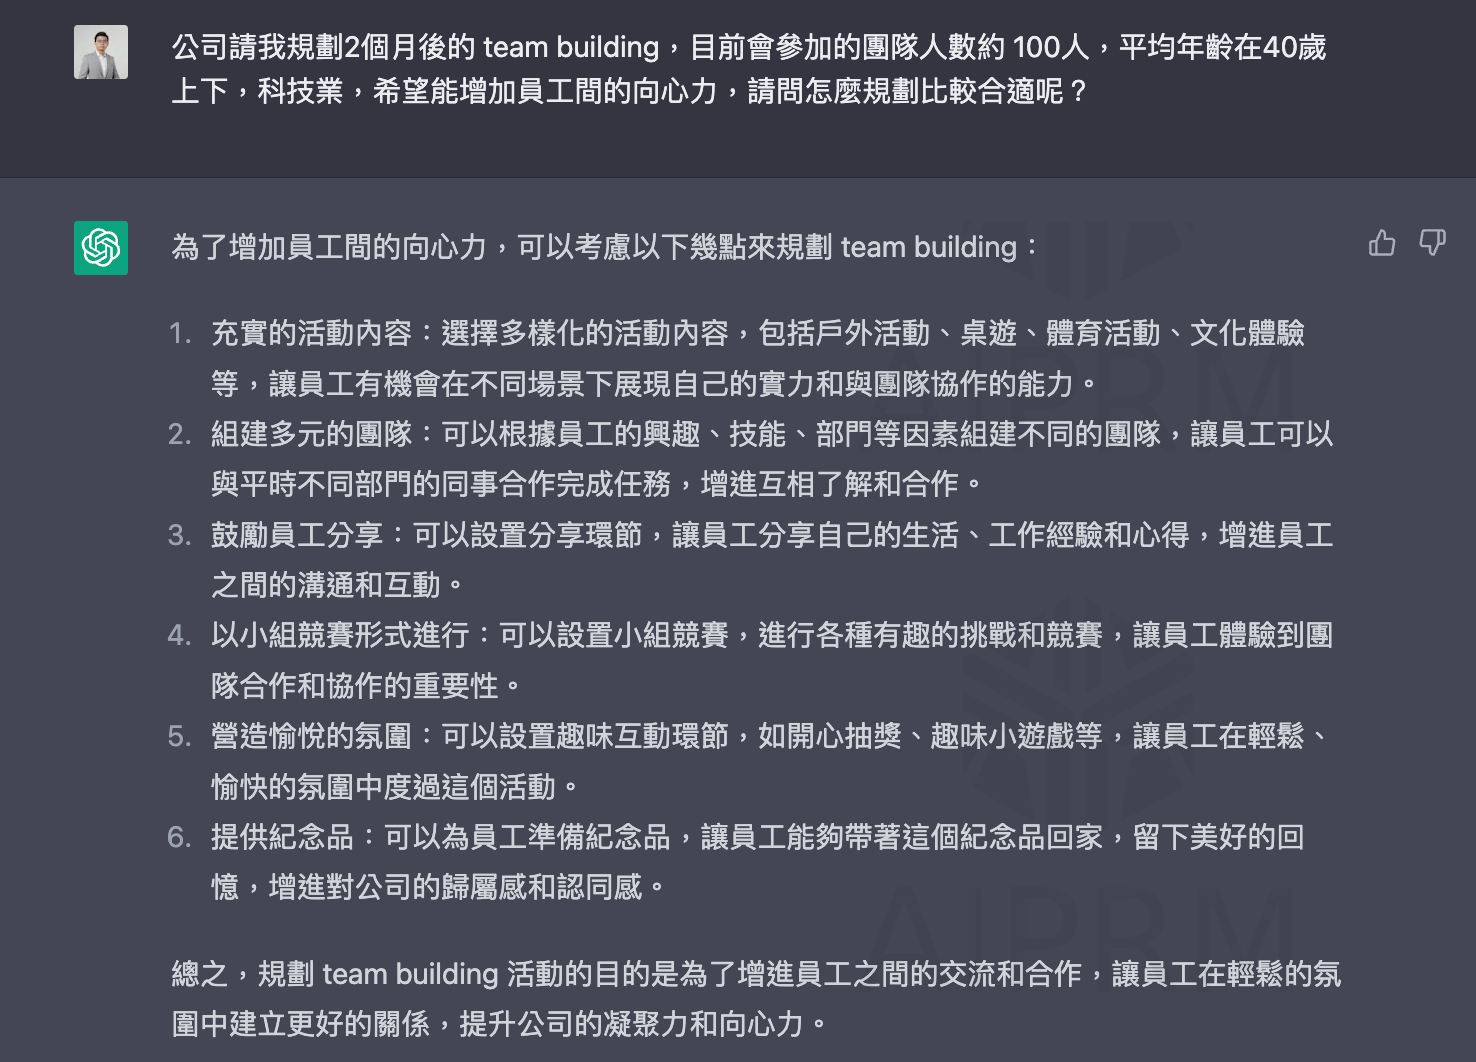 公司請我規劃2個月後的 team building，目前會參加的團隊人數約 100人，平均年齡在40歲
上下，科技業，希望能增加員工間的向心力，請問怎麼規劃比較合適呢？
為了增加員工間的向心力，可以考慮以下幾點來規劃 team building：
1. 充實的活動內容：選擇多樣化的活動內容，包括戶外活動、桌遊、體育活動、文化體驗
等，讓員工有機會在不同場景下展現自己的實力和與團隊協作的能力。
2. 組建多元的團隊：可以根據員工的興趣、技能、部門等因素組建不同的團隊，讓員工可以
與平時不同部門的同事合作完成任務，增進互相了解和合作。
3. 鼓勵員工分享：可以設置分享環節，讓員工分享自己的生活、工作經驗和心得，增進員工
之間的溝通和互動。
4. 以小組競賽形式進行：可以設置小組競賽，進行各種有趣的挑戰和競賽，讓員工體驗到團
隊合作和協作的重要性。
5. 營造愉悅的氛圍：可以設置趣味互動環節，如開心抽獎、趣味小遊戲等，讓員工在輕鬆、
愉快的氛圍中度過這個活動。
6. 提供紀念品：可以為員工準備紀念品，讓員工能夠帶著這個紀念品回家，留下美好的回
憶，增進對公司的歸屬感和認同感。
總之，規劃 team building 活動的目的是為了增進員工之間的交流和合作，讓員工在輕鬆的氛
圍中建立更好的關係，提升公司的凝聚力和向心力。
AIPRM
AIPRM